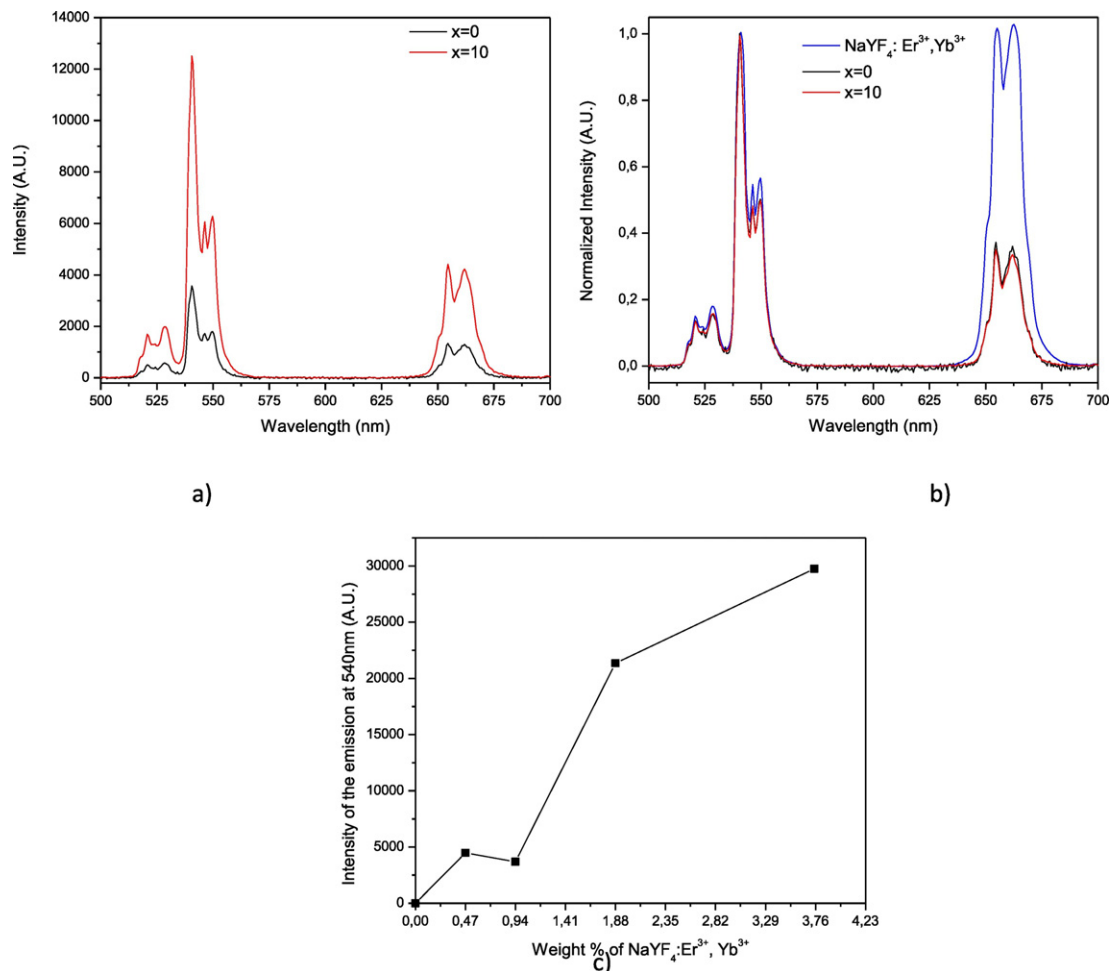 14000
12000
10000
8000
6000
4000
2000
0
500 525 550 575 600 625 650 675 700
Intensity (A.U.)
Wavelength (nm)
x=0
x=10
a)
1,0
0,8
0,6
0,4
0,2
0,0
500 525 550 575 600 625 650 675 700
Normalized Intensity (A.U.)
Wavelength (nm)
NaYF₄: Er³⁺,Yb³⁺
x=0
x=10
b)
30000
25000
20000
15000
10000
5000
0
0,00 0,47 0,94 1,41 1,88 2,35 2,82 3,29 3,76 4,23
Intensity of the emission at 540nm (A.U.)
Weight % of NaYF₄:Er³⁺, Yb³⁺
c)